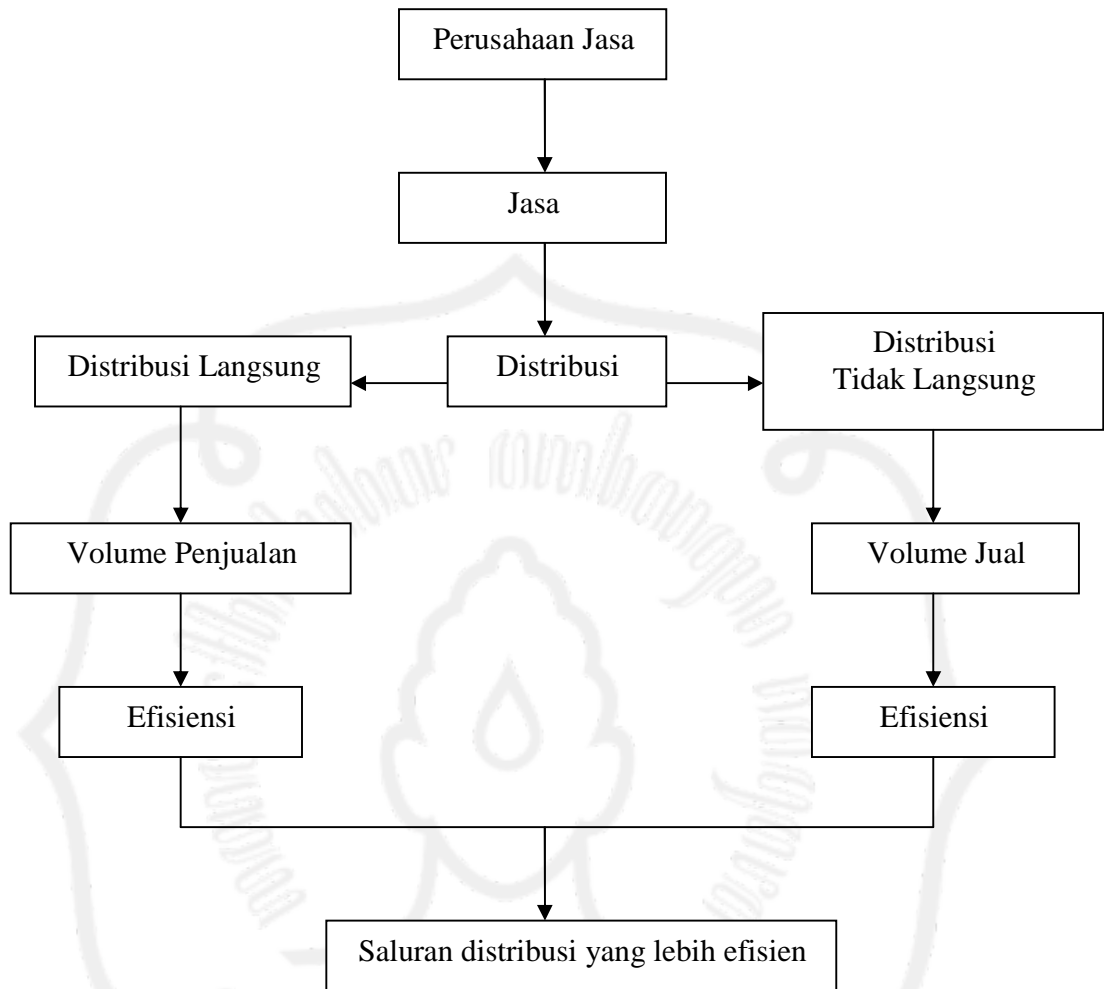 Perusahaan Jasa
Jasa
Distribusi Langsung
Distribusi
Distribusi
Tidak Langsung
Volume Penjualan
Volume Jual
Efisiensi
Efisiensi
Saluran distribusi yang lebih efisien